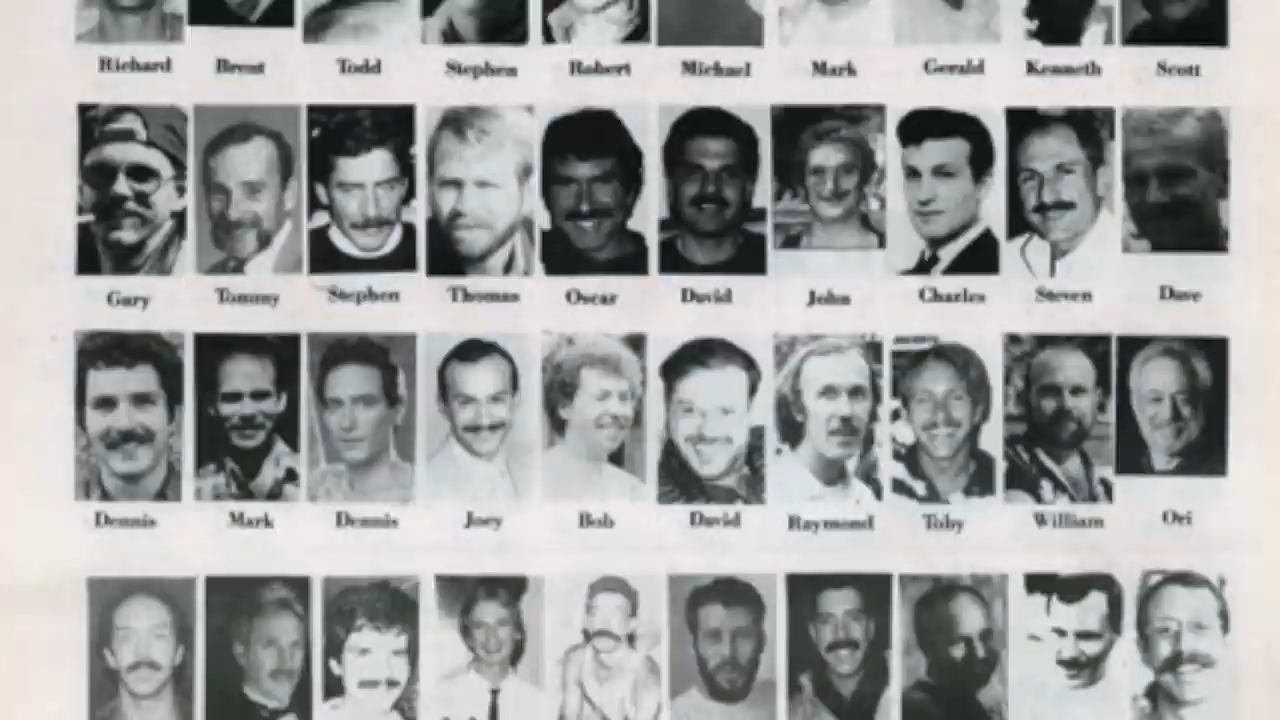 Richard Brent Todd Stephen Robert Michael Mark Gerald Kenneth Scott
Gary Tommy Stephen Thomas Oscar David John Charles Steven Dave
Dennis Mark Dennis Joey Bob David Raymond Toby William Ori